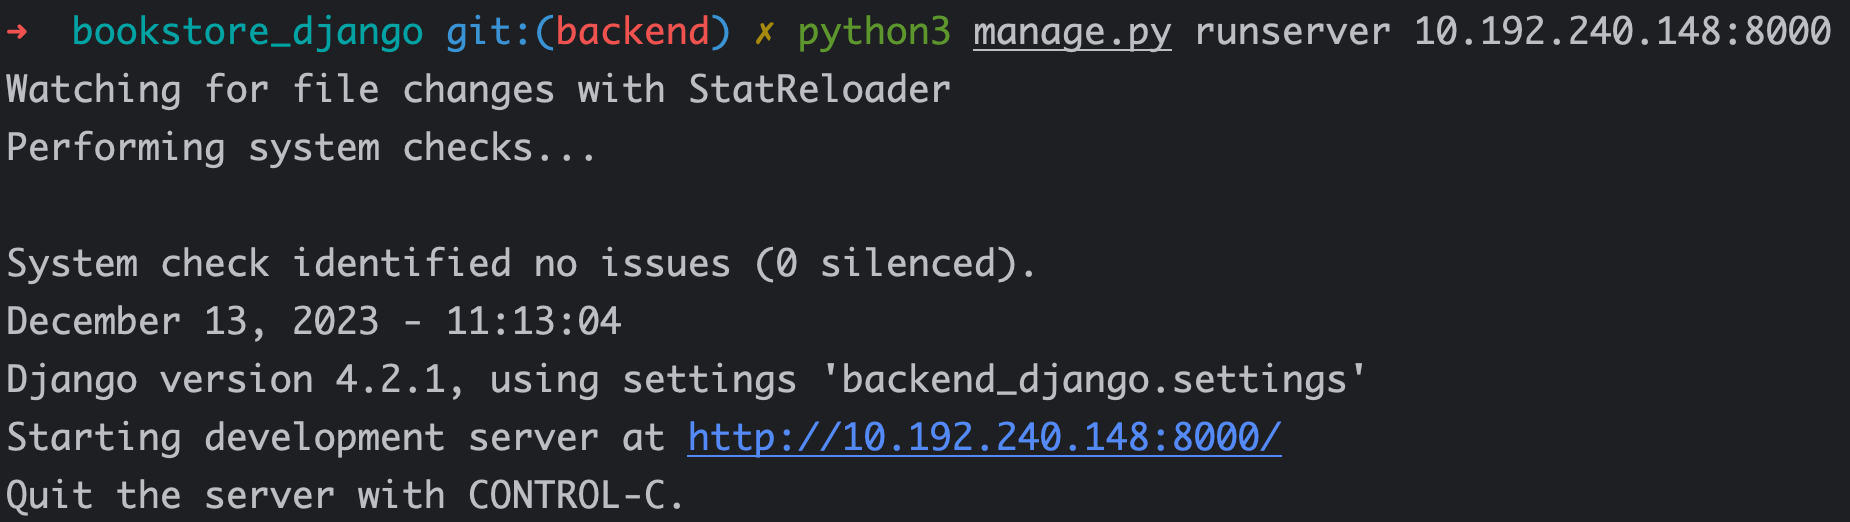 ➜  bookstore_django git:(backend) ✗ python3 manage.py runserver 10.192.240.148:8000
Watching for file changes with StatReloader
Performing system checks...

System check identified no issues (0 silenced).
December 13, 2023 - 11:13:04
Django version 4.2.1, using settings 'backend_django.settings'
Starting development server at http://10.192.240.148:8000/
Quit the server with CONTROL-C.